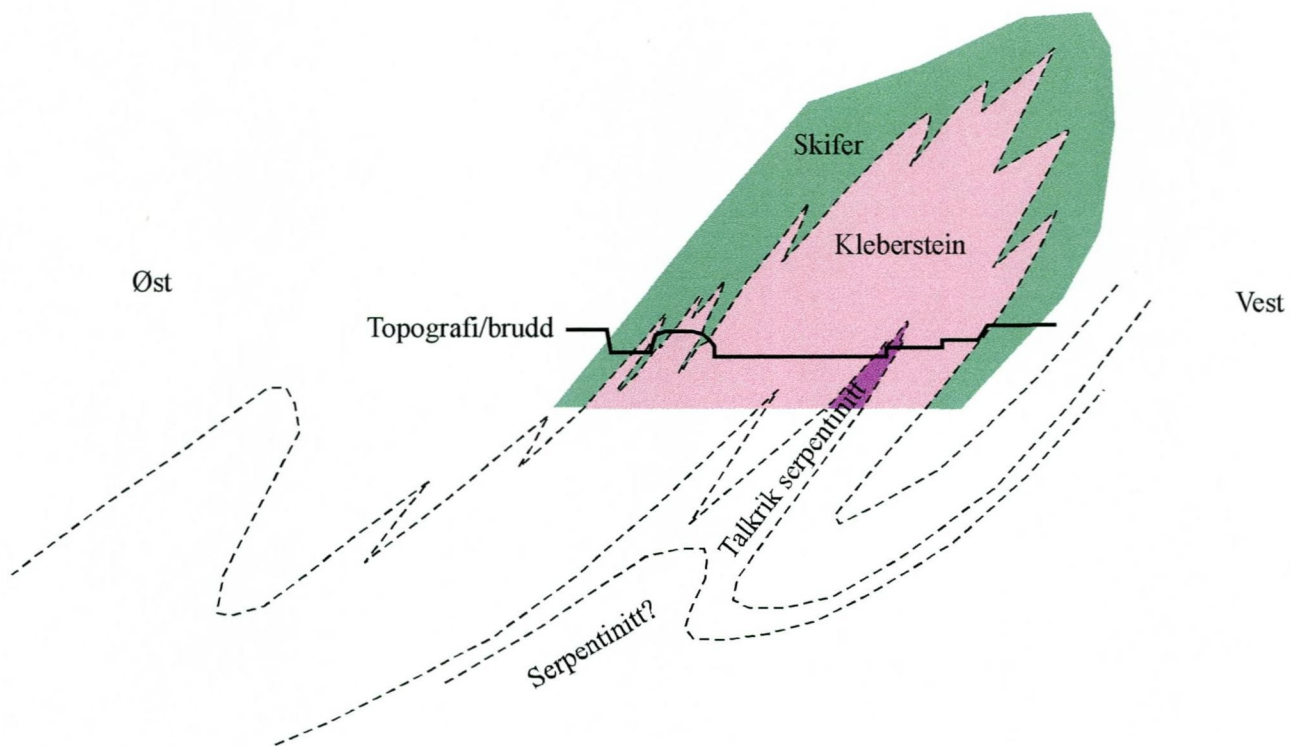 Skifer
Kleberstein
Øst
Vest
Topografi/brudd
Talkrik serpentinitt
Serpentinitt?